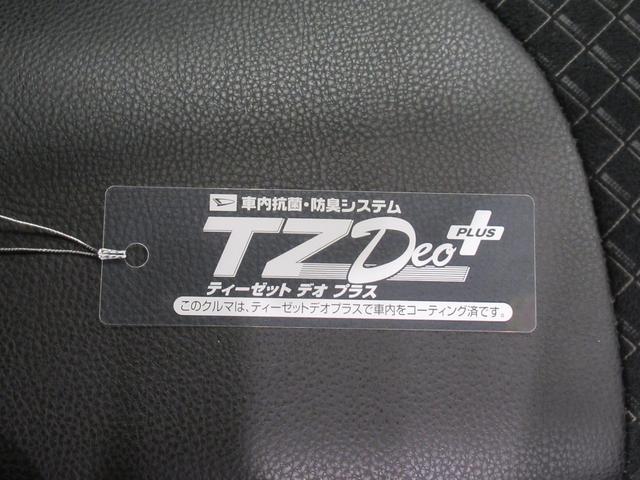 車内抗菌・防臭システム
TZ Deo PLUS
ティーゼット デオ プラス
このクルマは、ティーゼットデオプラスで車内をコーティング済です。